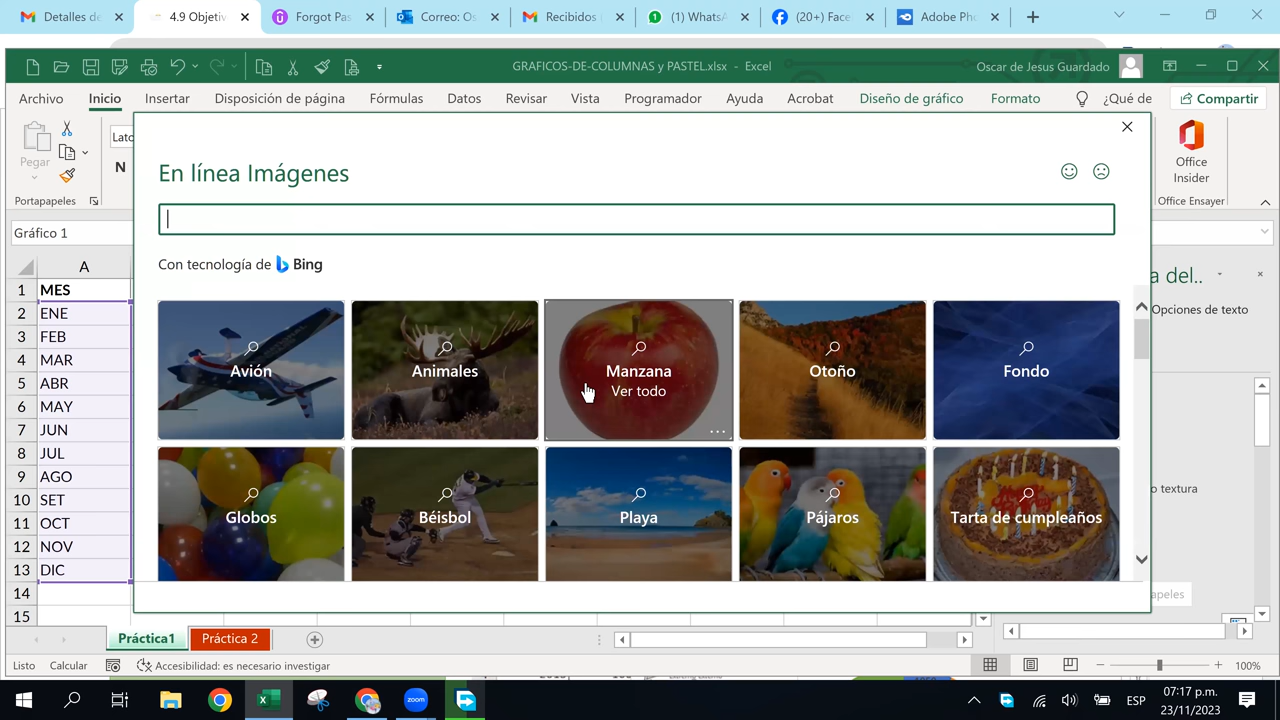 Detalles de
4.9 Objetiv
Forgot Pas
Correo: Os
Recibidos
(1) WhatsA
(20+) Face
Adobe Pho
GRAFICOS-DE-COLUMNAS y PASTEL.xlsx - Excel
Oscar de Jesus Guardado
Archivo Inicio Insertar Disposición de página Fórmulas Datos Revisar Vista Programador Ayuda Acrobat Diseño de gráfico Formato ¿Qué de Compartir
Pegar
Lato
N
Office
Insider
Portapapeles
Office Ensayer
Gráfico 1
En línea Imágenes
Con tecnología de Bing
Avión
Animales
Manzana
Ver todo
Otoño
Fondo
Globos
Béisbol
Playa
Pájaros
Tarta de cumpleaños
a del..
Opciones de texto
o textura
apeles
A
1 MES
2 ENE
3 FEB
4 MAR
5 ABR
6 MAY
7 JUN
8 JUL
9 AGO
10 SET
11 OCT
12 NOV
13 DIC
14
15
Práctica1 Práctica 2
Listo Calcular Accesibilidad: es necesario investigar
100%
zoom
ESP
07:17 p.m.
23/11/2023